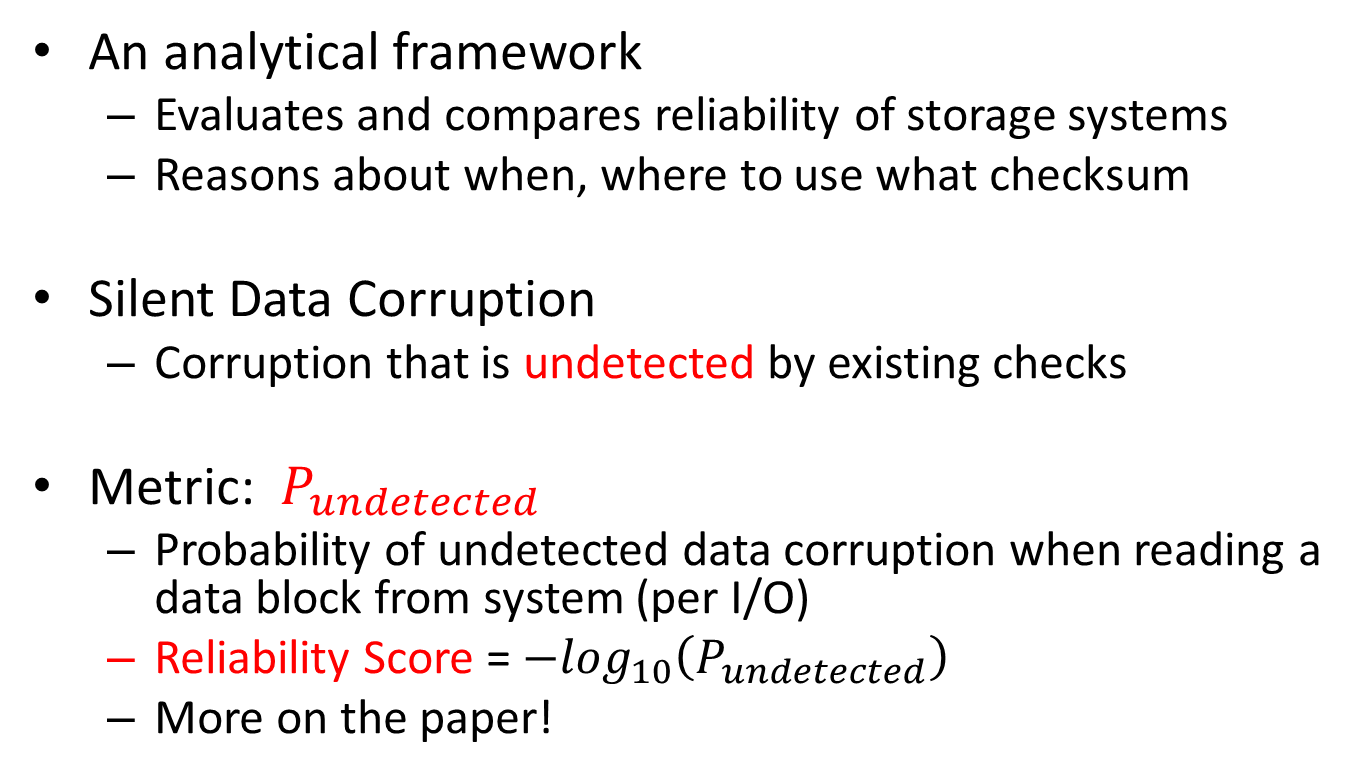 • An analytical framework
– Evaluates and compares reliability of storage systems
– Reasons about when, where to use what checksum
• Silent Data Corruption
– Corruption that is undetected by existing checks
• Metric: P_undetected
– Probability of undetected data corruption when reading a
data block from system (per I/O)
– Reliability Score = −log₁₀(P_undetected)
– More on the paper!